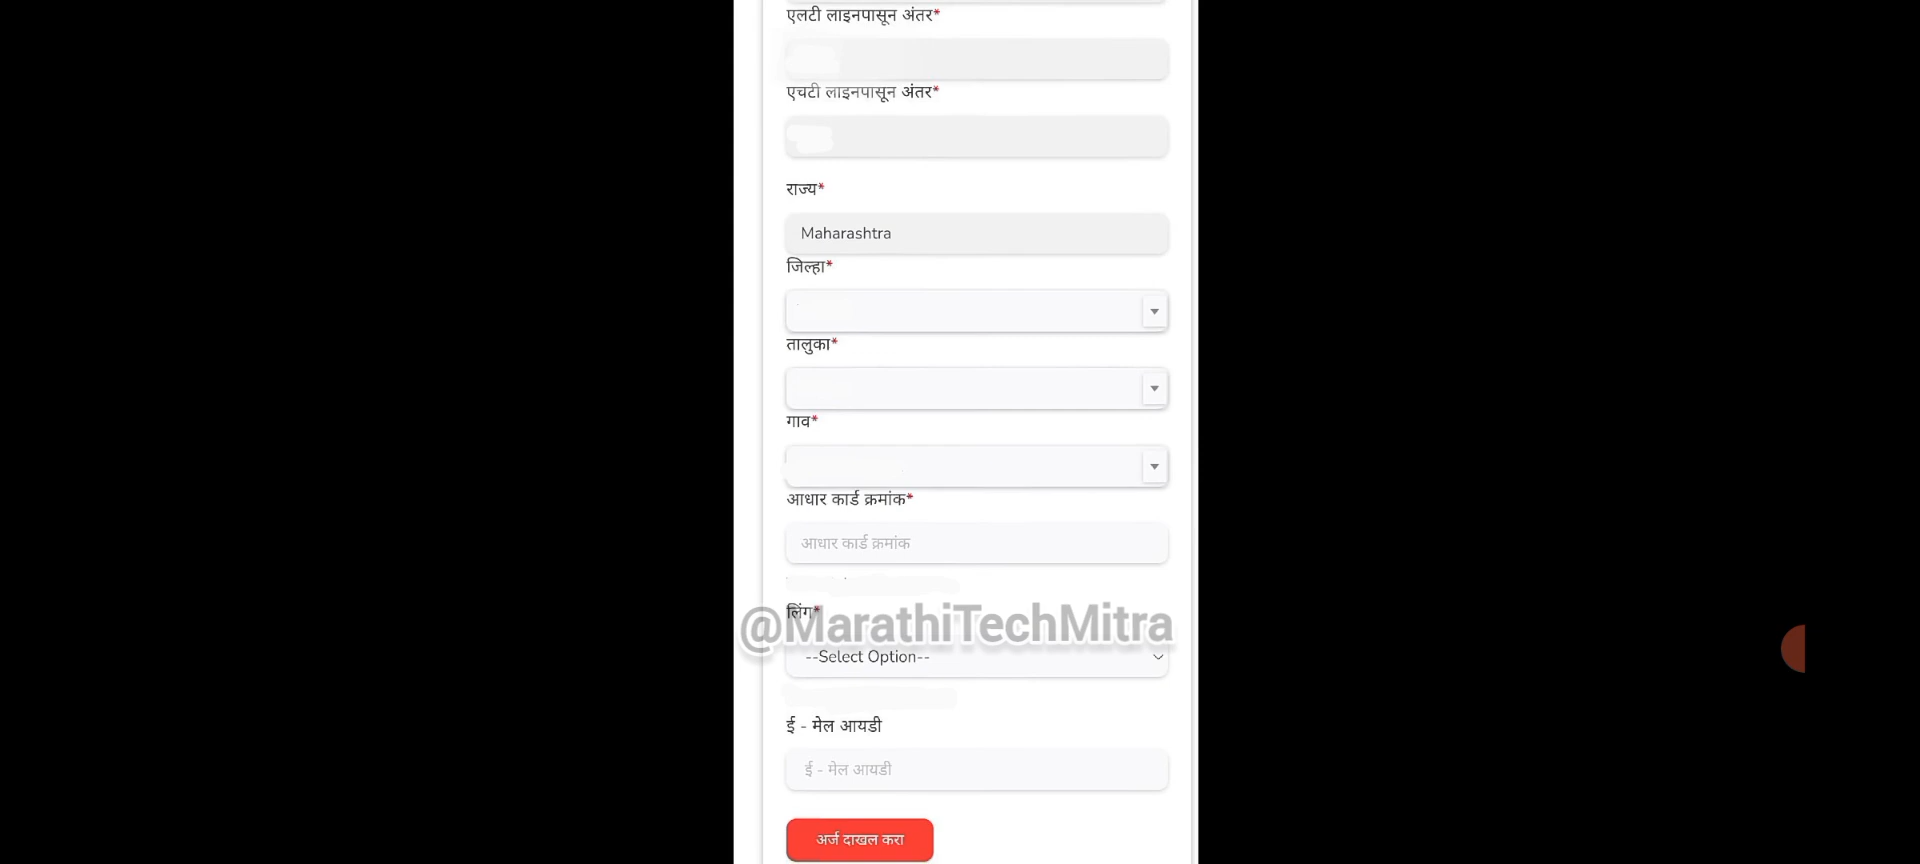 एलटी लाइनपासून अंतर*
एचटी लाइनपासून अंतर*
राज्य*
Maharashtra
जिल्हा*
तालुका*
गाव*
आधार कार्ड क्रमांक*
आधार कार्ड क्रमांक
लिंग*
@MarathiTechMitra
--Select Option--
ई - मेल आयडी
ई - मेल आयडी
अर्ज दाखल करा